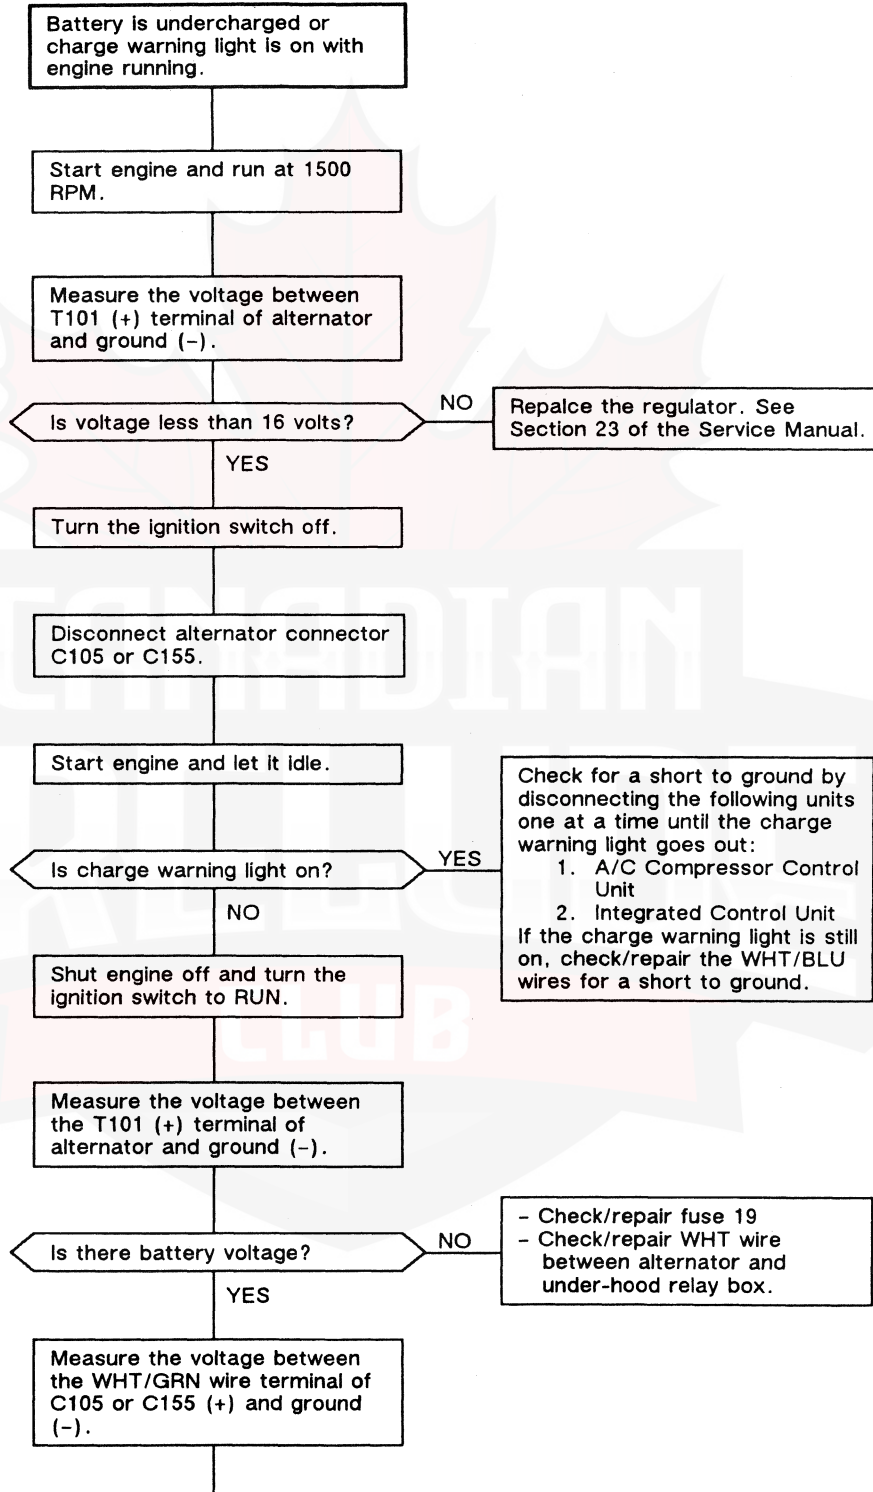 Battery is undercharged or
charge warning light is on with
engine running.
Start engine and run at 1500
RPM.
Measure the voltage between
T101 (+) terminal of alternator
and ground (-).
Is voltage less than 16 volts?
NO
Repalce the regulator. See
Section 23 of the Service Manual.
YES
Turn the ignition switch off.
Disconnect alternator connector
C105 or C155.
Start engine and let it idle.
Is charge warning light on?
YES
Check for a short to ground by
disconnecting the following units
one at a time until the charge
warning light goes out:
1. A/C Compressor Control
Unit
2. Integrated Control Unit
If the charge warning light is still
on, check/repair the WHT/BLU
wires for a short to ground.
NO
Shut engine off and turn the
ignition switch to RUN.
Measure the voltage between
the T101 (+) terminal of
alternator and ground (-).
Is there battery voltage?
NO
- Check/repair fuse 19
- Check/repair WHT wire
between alternator and
under-hood relay box.
YES
Measure the voltage between
the WHT/GRN wire terminal of
C105 or C155 (+) and ground
(-).
CANADIAN
PRELUDE
CLUB